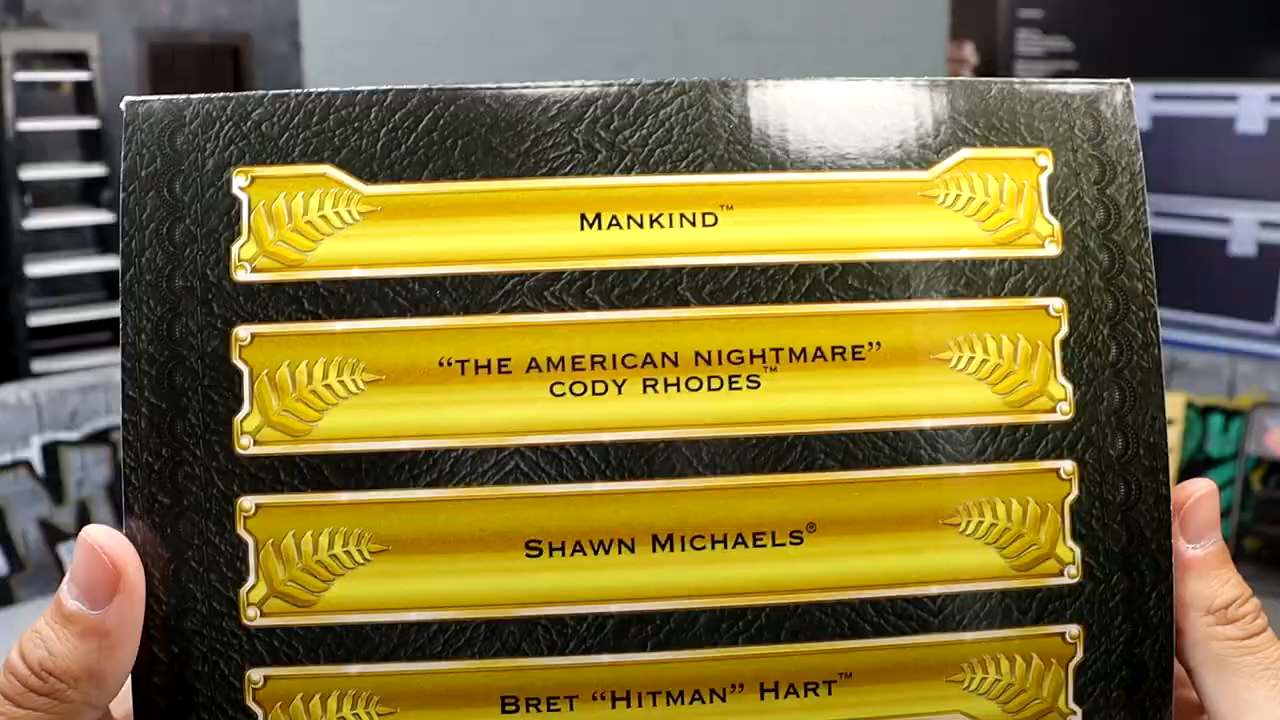 MANKIND™
“THE AMERICAN NIGHTMARE”
CODY RHODES™
SHAWN MICHAELS®
BRET “HITMAN” HART™